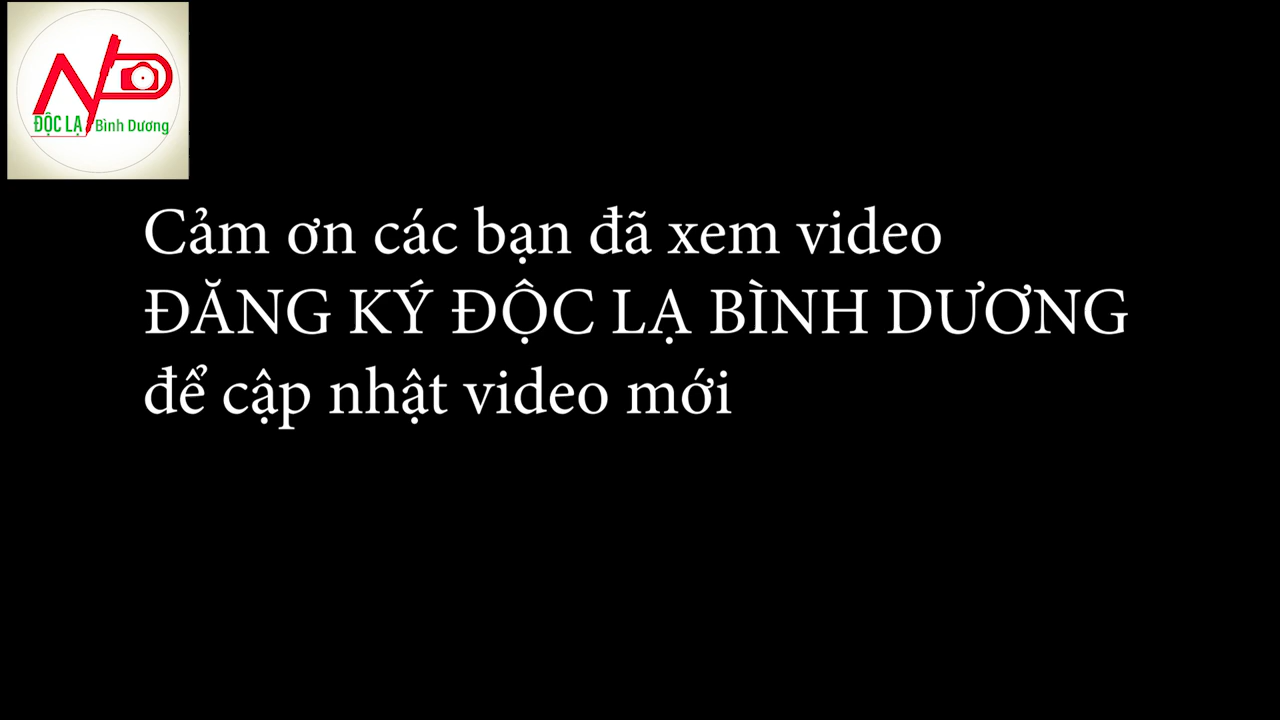 ĐỘC LẠ Bình Dương
Cảm ơn các bạn đã xem video
ĐĂNG KÝ ĐỘC LẠ BÌNH DƯƠNG
để cập nhật video mới